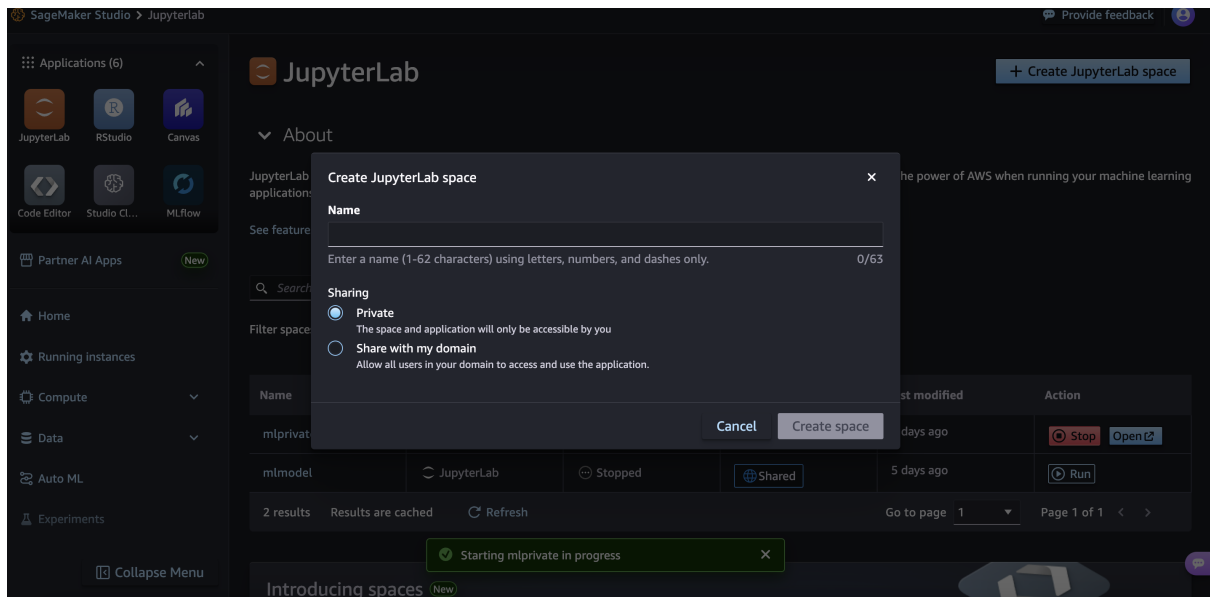 SageMaker Studio > Jupyterlab
Provide feedback
Applications (6)
JupyterLab
RStudio
Canvas
Code Editor
Studio Cl...
MLflow
Partner AI Apps
New
Home
Running instances
Compute
Data
Auto ML
Experiments
Collapse Menu
JupyterLab
+ Create JupyterLab space
About
JupyterLab
he power of AWS when running your machine learning
application
See feature
Search
Filter space
Create JupyterLab space
Name
Enter a name (1-62 characters) using letters, numbers, and dashes only.
0/63
Sharing
Private
The space and application will only be accessible by you
Share with my domain
Allow all users in your domain to access and use the application.
Cancel
Create space
Name
st modified
Action
mlprivat
days ago
Stop
Open
mlmodel
JupyterLab
Stopped
Shared
5 days ago
Run
2 results
Results are cached
Refresh
Go to page 1
Page 1 of 1 < >
Starting mlprivate in progress
Introducing spaces New